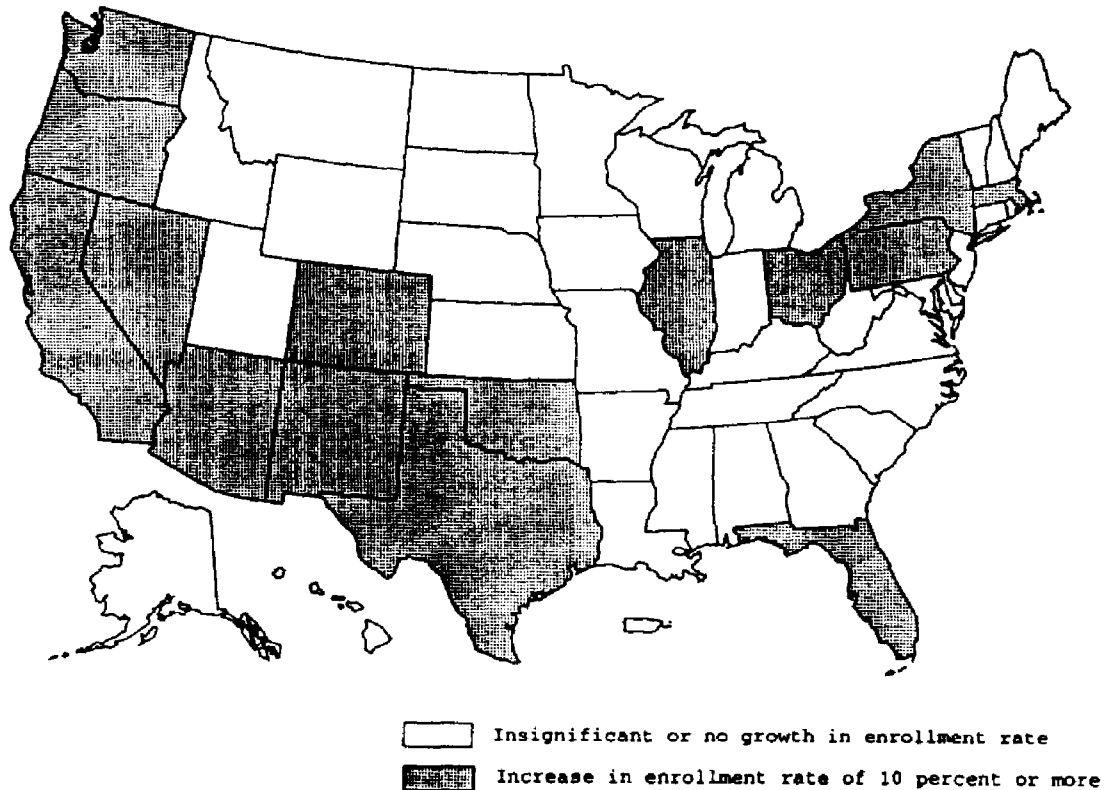 Insignificant or no growth in enrollment rate
Increase in enrollment rate of 10 percent or more